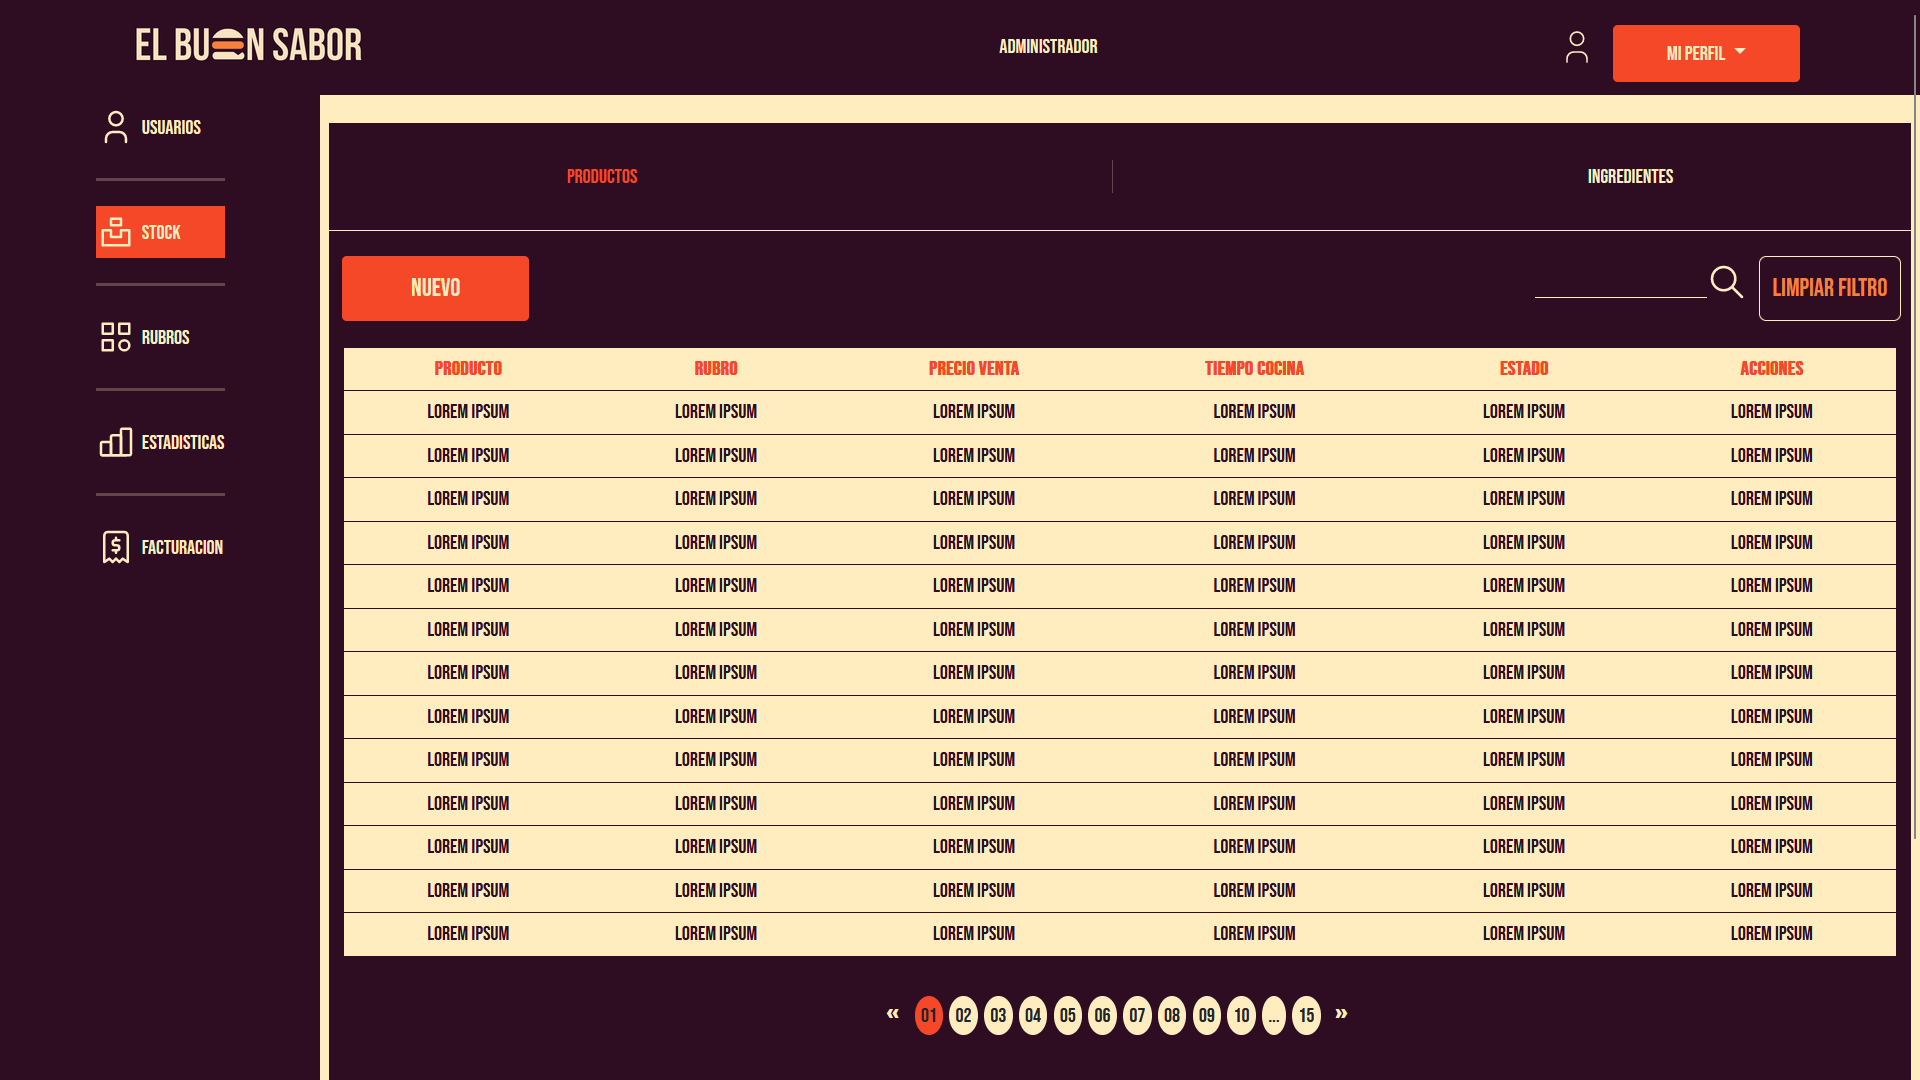 EL BUEN SABOR
ADMINISTRADOR
MI PERFIL
USUARIOS
STOCK
RUBROS
ESTADISTICAS
FACTURACION
PRODUCTOS
INGREDIENTES
NUEVO
LIMPIAR FILTRO
PRODUCTO RUBRO PRECIO VENTA TIEMPO COCINA ESTADO ACCIONES
LOREM IPSUM LOREM IPSUM LOREM IPSUM LOREM IPSUM LOREM IPSUM LOREM IPSUM
LOREM IPSUM LOREM IPSUM LOREM IPSUM LOREM IPSUM LOREM IPSUM LOREM IPSUM
LOREM IPSUM LOREM IPSUM LOREM IPSUM LOREM IPSUM LOREM IPSUM LOREM IPSUM
LOREM IPSUM LOREM IPSUM LOREM IPSUM LOREM IPSUM LOREM IPSUM LOREM IPSUM
LOREM IPSUM LOREM IPSUM LOREM IPSUM LOREM IPSUM LOREM IPSUM LOREM IPSUM
LOREM IPSUM LOREM IPSUM LOREM IPSUM LOREM IPSUM LOREM IPSUM LOREM IPSUM
LOREM IPSUM LOREM IPSUM LOREM IPSUM LOREM IPSUM LOREM IPSUM LOREM IPSUM
LOREM IPSUM LOREM IPSUM LOREM IPSUM LOREM IPSUM LOREM IPSUM LOREM IPSUM
LOREM IPSUM LOREM IPSUM LOREM IPSUM LOREM IPSUM LOREM IPSUM LOREM IPSUM
LOREM IPSUM LOREM IPSUM LOREM IPSUM LOREM IPSUM LOREM IPSUM LOREM IPSUM
LOREM IPSUM LOREM IPSUM LOREM IPSUM LOREM IPSUM LOREM IPSUM LOREM IPSUM
LOREM IPSUM LOREM IPSUM LOREM IPSUM LOREM IPSUM LOREM IPSUM LOREM IPSUM
LOREM IPSUM LOREM IPSUM LOREM IPSUM LOREM IPSUM LOREM IPSUM LOREM IPSUM
« 01 02 03 04 05 06 07 08 09 10 ... 15 »